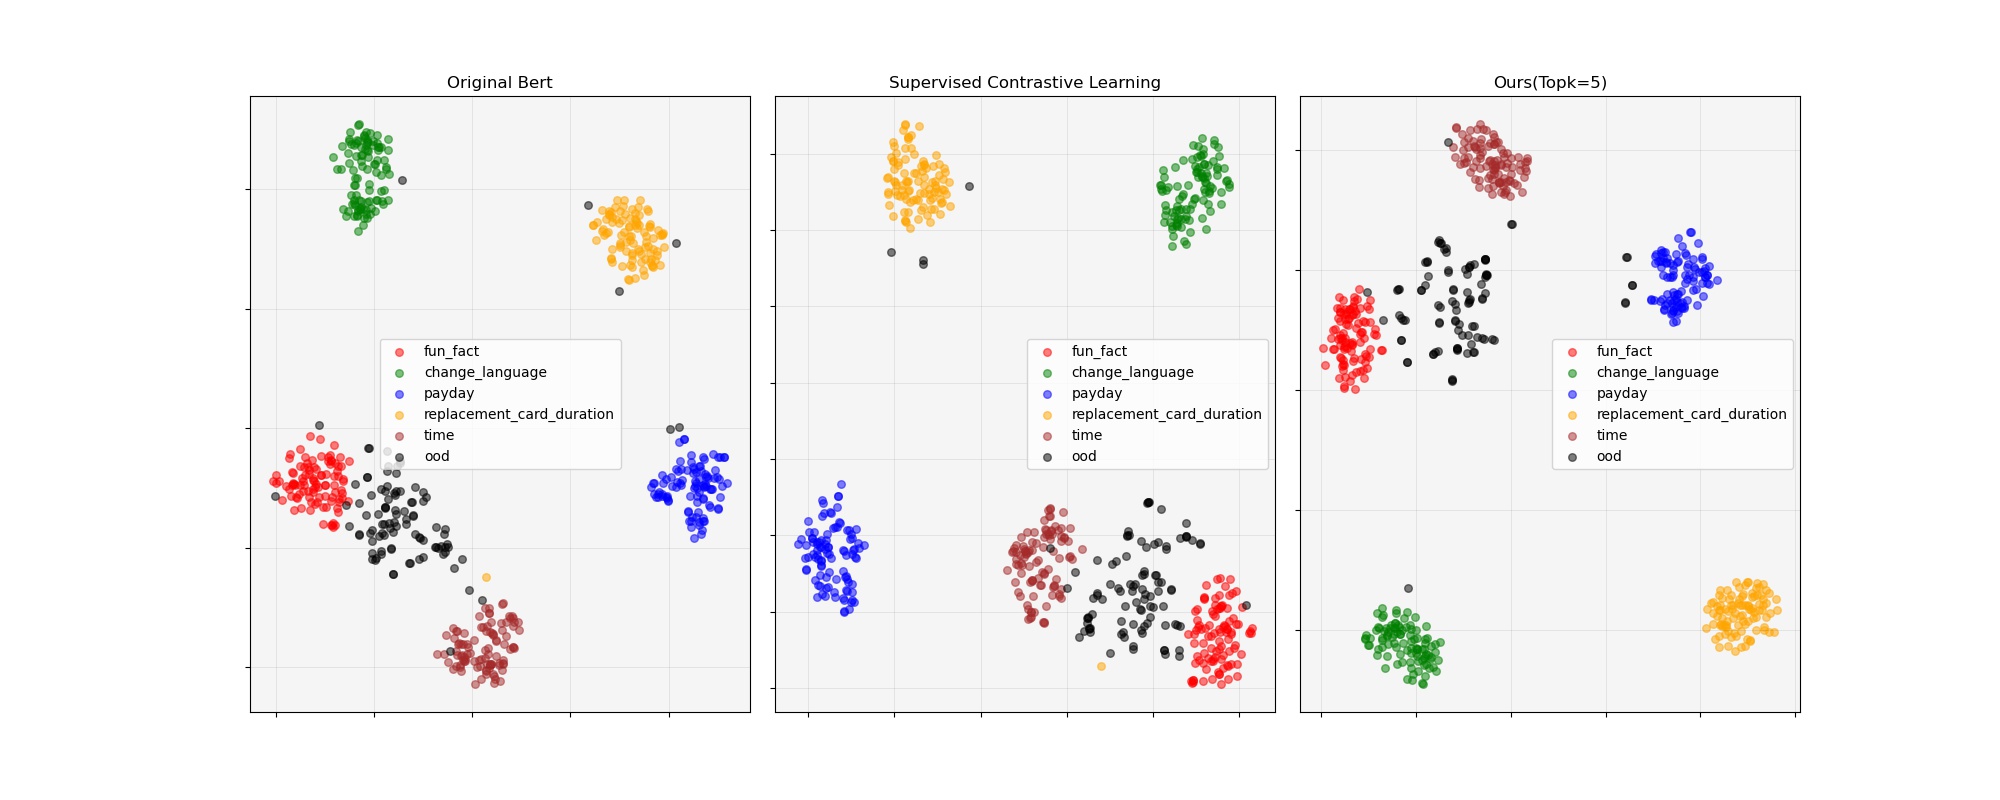 Original Bert
fun_fact
change_language
payday
replacement_card_duration
time
ood
Supervised Contrastive Learning
fun_fact
change_language
payday
replacement_card_duration
time
ood
Ours(Topk=5)
fun_fact
change_language
payday
replacement_card_duration
time
ood